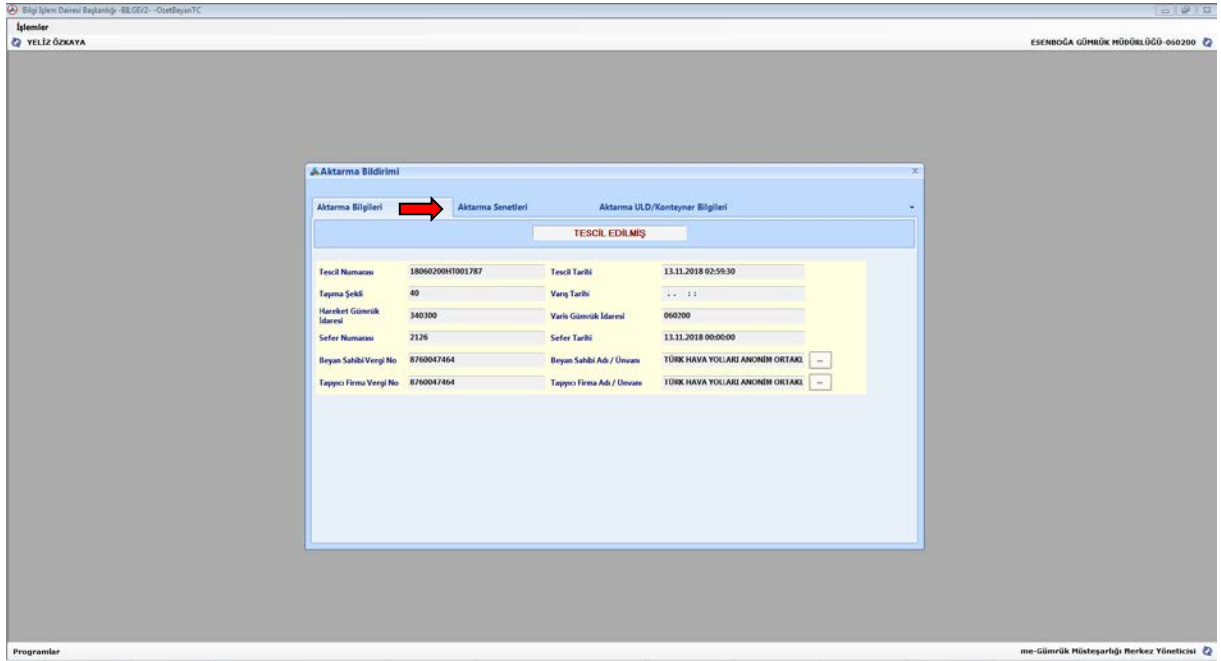 Bilgi İşlem Dairesi Başkanlığı -BİLGEV2- -OzetBeyanTC
İşlemler
YELİZ ÖZKAYA ESENBOĞA GÜMRÜK MÜDÜRLÜĞÜ-060200
Aktarma Bildirimi
Aktarma Bilgileri Aktarma Senetleri Aktarma ULD/Konteyner Bilgileri
TESCİL EDİLMİŞ
Tescil Numarası 18060200HT001787 Tescil Tarihi 13.11.2018 02:59:30
Taşıma Şekli 40 Varış Tarihi . . : :
Hareket Gümrük İdaresi 340300 Varis Gümrük İdaresi 060200
Sefer Numarası 2126 Sefer Tarihi 13.11.2018 00:00:00
Beyan Sahibi Vergi No 8760047464 Beyan Sahibi Adı / Ünvanı TÜRK HAVA YOLLARI ANONİM ORTAKL ...
Taşıyıcı Firma Vergi No 8760047464 Taşıyıcı Firma Adı / Ünvanı TÜRK HAVA YOLLARI ANONİM ORTAKL ...
Programlar me-Gümrük Müsteşarlığı Merkez Yöneticisi